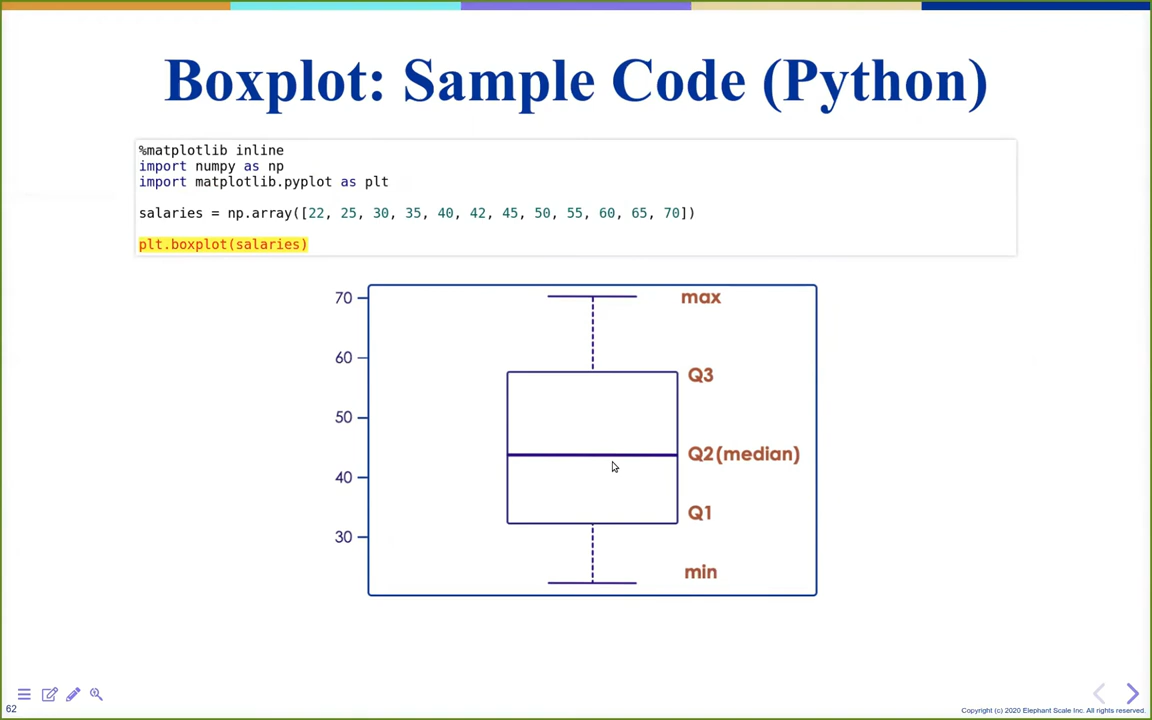 Boxplot: Sample Code (Python)
%matplotlib inline
import numpy as np
import matplotlib.pyplot as plt
salaries = np.array([22, 25, 30, 35, 40, 42, 45, 50, 55, 60, 65, 70])
plt.boxplot(salaries)
70
max
60
Q3
50
Q2(median)
40
Q1
30
min
62
Copyright (c) 2020 Elephant Scale Inc. All rights reserved.